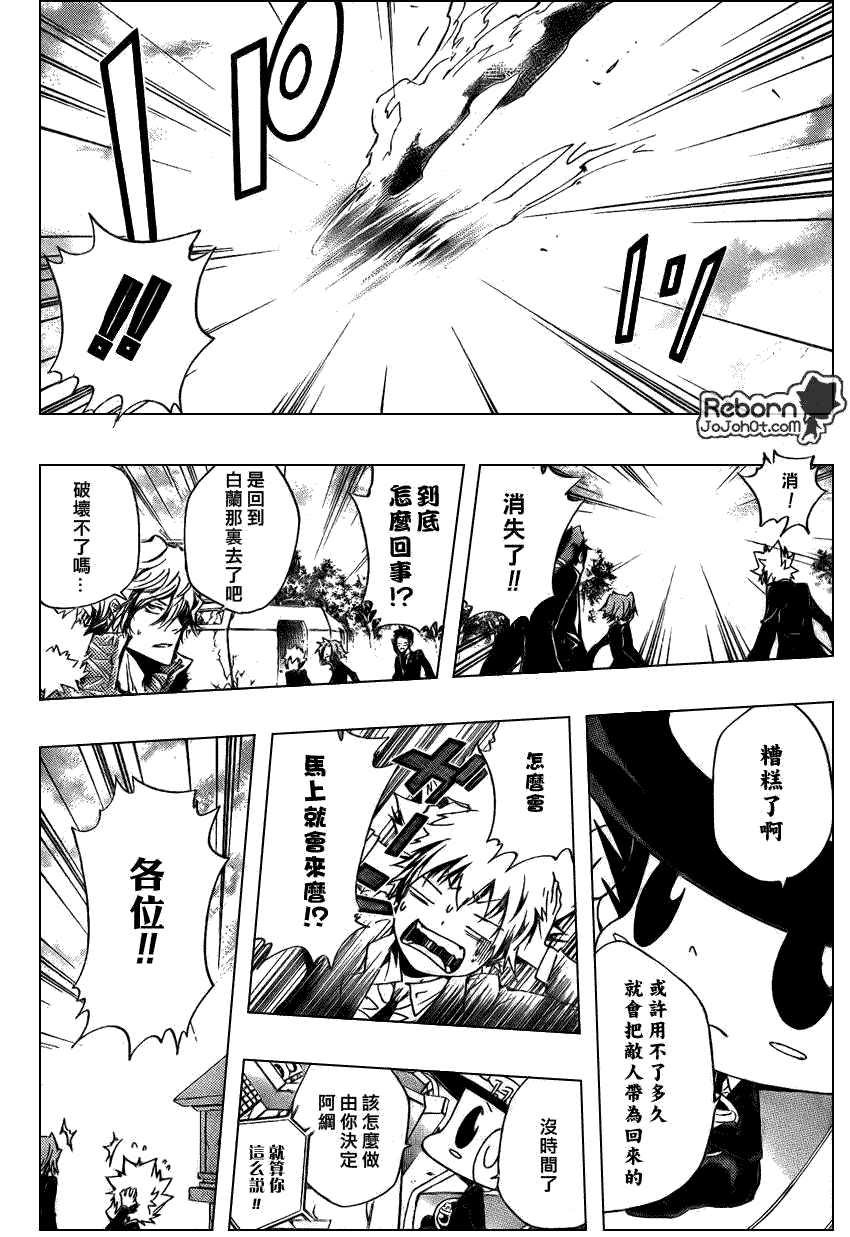 パ
シ
!!
Reborn
JoJoHOt.com
消!
消失了!!
到底
怎麼回事!?
是回到
白蘭那裏去了吧
破壞不了嗎…
糟糕了啊
或許用不了多久
就會把敵人帶為回來的
怎麼會
馬上就會來麼!?
沒時間了
該怎麼做
由你決定
阿綱
就算你
這么說!!
各位!!